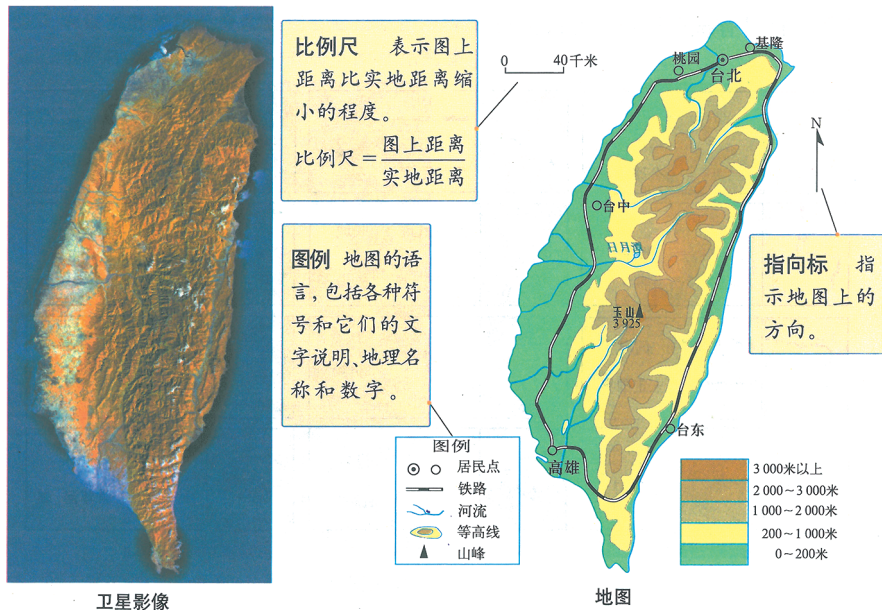 比例尺 表示图上
距离比实地距离缩
小的程度。
比例尺=图上距离
实地距离
0 40千米
图例 地图的语
言,包括各种符
号和它们的文
字说明、地理名
称和数字。
指向标 指
示地图上的
方向。
N
基隆
桃园
台北
台中
日月潭
玉山
3 925
台东
高雄
图例
居民点
铁路
河流
等高线
山峰
3 000米以上
2 000~3 000米
1 000~2 000米
200~1 000米
0~200米
卫星影像
地图